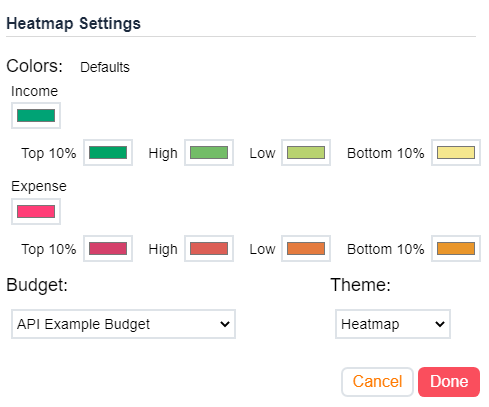 Heatmap Settings
Colors: Defaults
Income
Top 10% High Low Bottom 10%
Expense
Top 10% High Low Bottom 10%
Budget: Theme:
API Example Budget Heatmap
Cancel Done